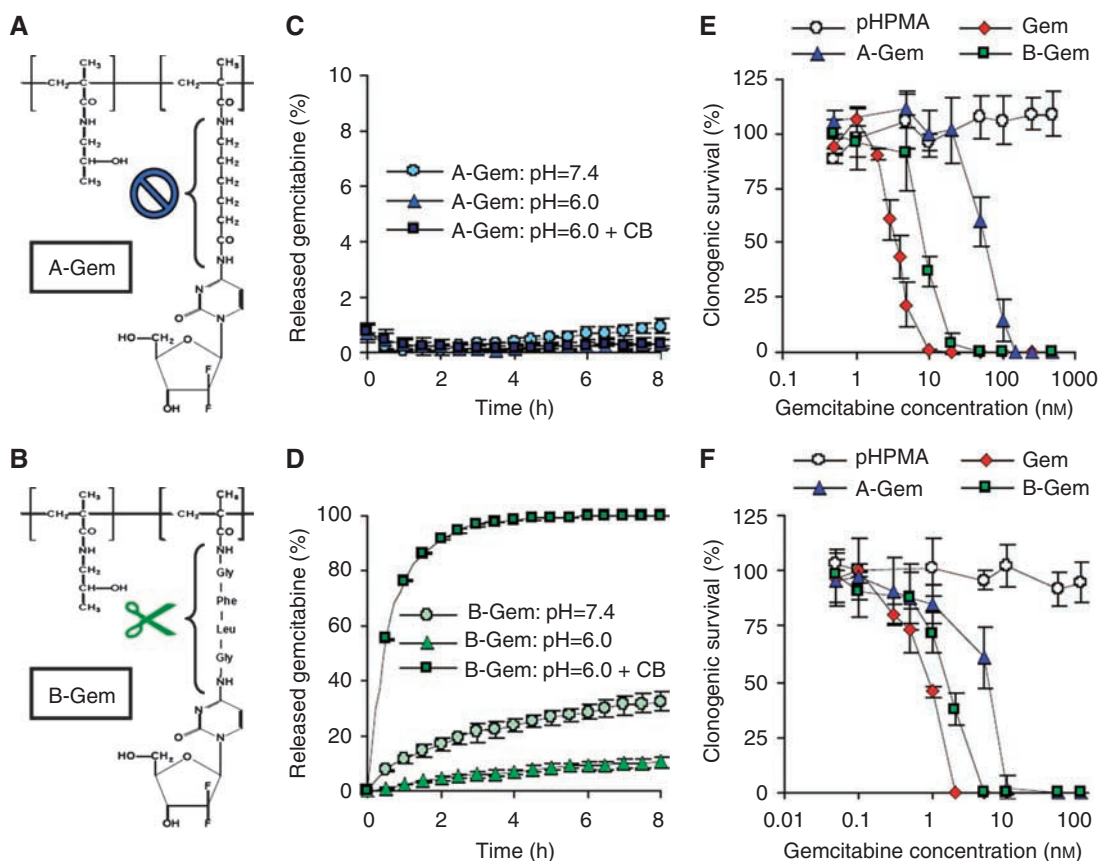 A
CH₃
CH₃
CH₂
C
CH₂
C
CO
CO
NH
NH
CH₂
CH₂
CH
OH
CH₂
CH₃
CH₂
CH₂
CH₂
CO
NH
A-Gem
N
O
N
HO
CH₂
O
F
OH
F
B
CH₃
CH₃
CH₂
C
CH₂
C
CO
CO
NH
NH
CH₂
Gly
CH
OH
Phe
CH₃
Leu
Gly
NH
B-Gem
N
O
N
HO
CH₂
O
F
OH
F
C
10
8
6
4
2
0
Released gemcitabine (%)
A-Gem: pH=7.4
A-Gem: pH=6.0
A-Gem: pH=6.0 + CB
0 2 4 6 8
Time (h)
D
100
80
60
40
20
0
Released gemcitabine (%)
B-Gem: pH=7.4
B-Gem: pH=6.0
B-Gem: pH=6.0 + CB
0 2 4 6 8
Time (h)
E
pHPMA Gem
A-Gem B-Gem
125
100
75
50
25
0
Clonogenic survival (%)
0.1 1 10 100 1000
Gemcitabine concentration (nM)
F
pHPMA Gem
A-Gem B-Gem
125
100
75
50
25
0
Clonogenic survival (%)
0.01 0.1 1 10 100
Gemcitabine concentration (nM)